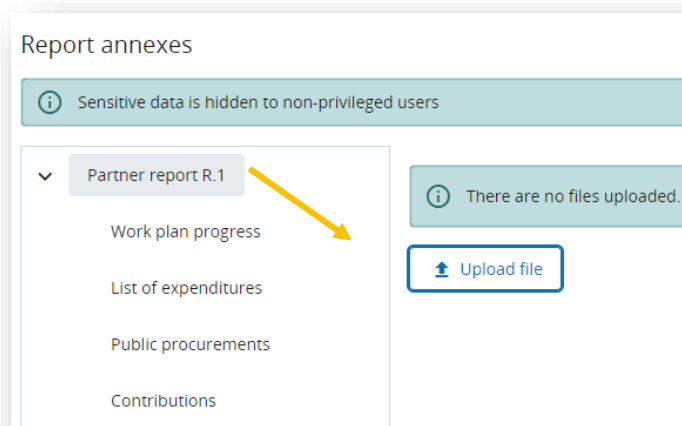 Report annexes
Sensitive data is hidden to non-privileged users
Partner report R.1
Work plan progress
List of expenditures
Public procurements
Contributions
There are no files uploaded.
Upload file